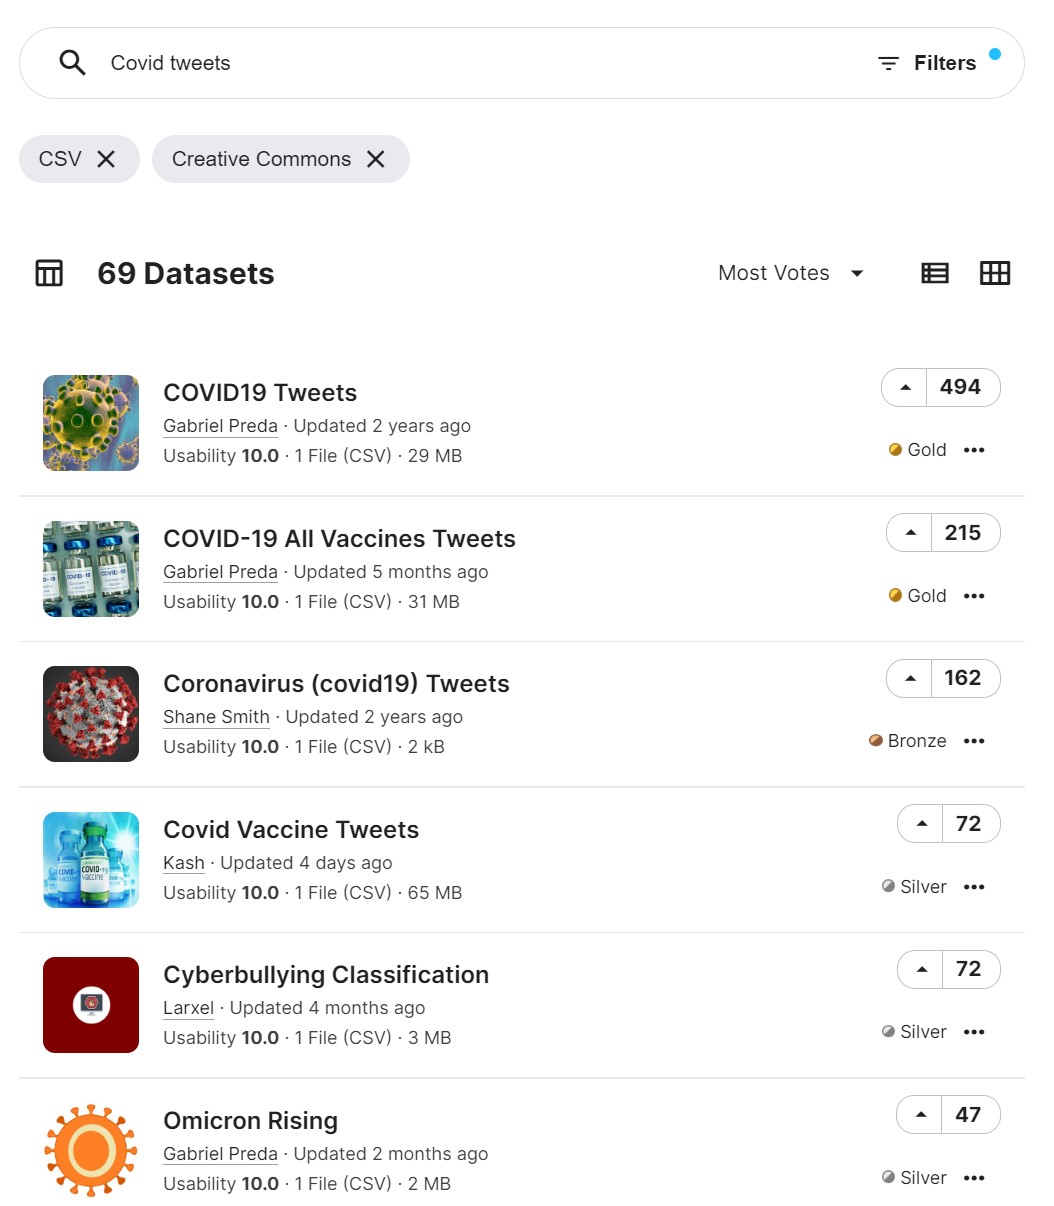 Covid tweets
Filters
CSV
Creative Commons
69 Datasets
Most Votes
COVID19 Tweets
Gabriel Preda · Updated 2 years ago
Usability 10.0 · 1 File (CSV) · 29 MB
494
Gold
COVID-19 All Vaccines Tweets
Gabriel Preda · Updated 5 months ago
Usability 10.0 · 1 File (CSV) · 31 MB
215
Gold
Coronavirus (covid19) Tweets
Shane Smith · Updated 2 years ago
Usability 10.0 · 1 File (CSV) · 2 kB
162
Bronze
Covid Vaccine Tweets
Kash · Updated 4 days ago
Usability 10.0 · 1 File (CSV) · 65 MB
72
Silver
Cyberbullying Classification
Larxel · Updated 4 months ago
Usability 10.0 · 1 File (CSV) · 3 MB
72
Silver
Omicron Rising
Gabriel Preda · Updated 2 months ago
Usability 10.0 · 1 File (CSV) · 2 MB
47
Silver